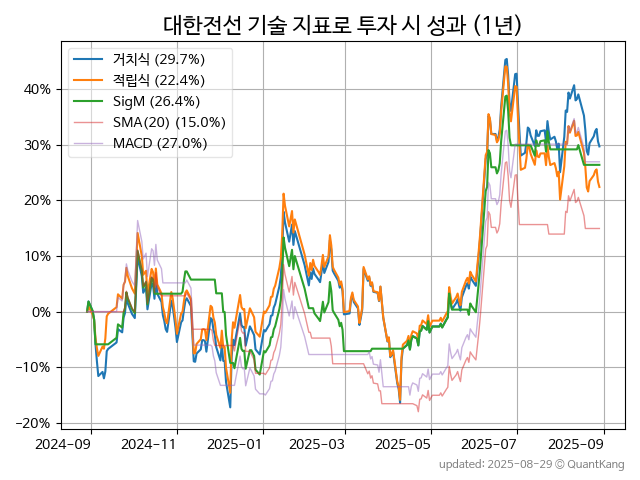 대한전선 기술 지표로 투자 시 성과 (1년)
거치식 (29.7%)
적립식 (22.4%)
SigM (26.4%)
SMA(20) (15.0%)
MACD (27.0%)
40%
30%
20%
10%
0%
−10%
−20%
2024-09 2024-11 2025-01 2025-03 2025-05 2025-07 2025-09
updated: 2025-08-29 © QuantKang